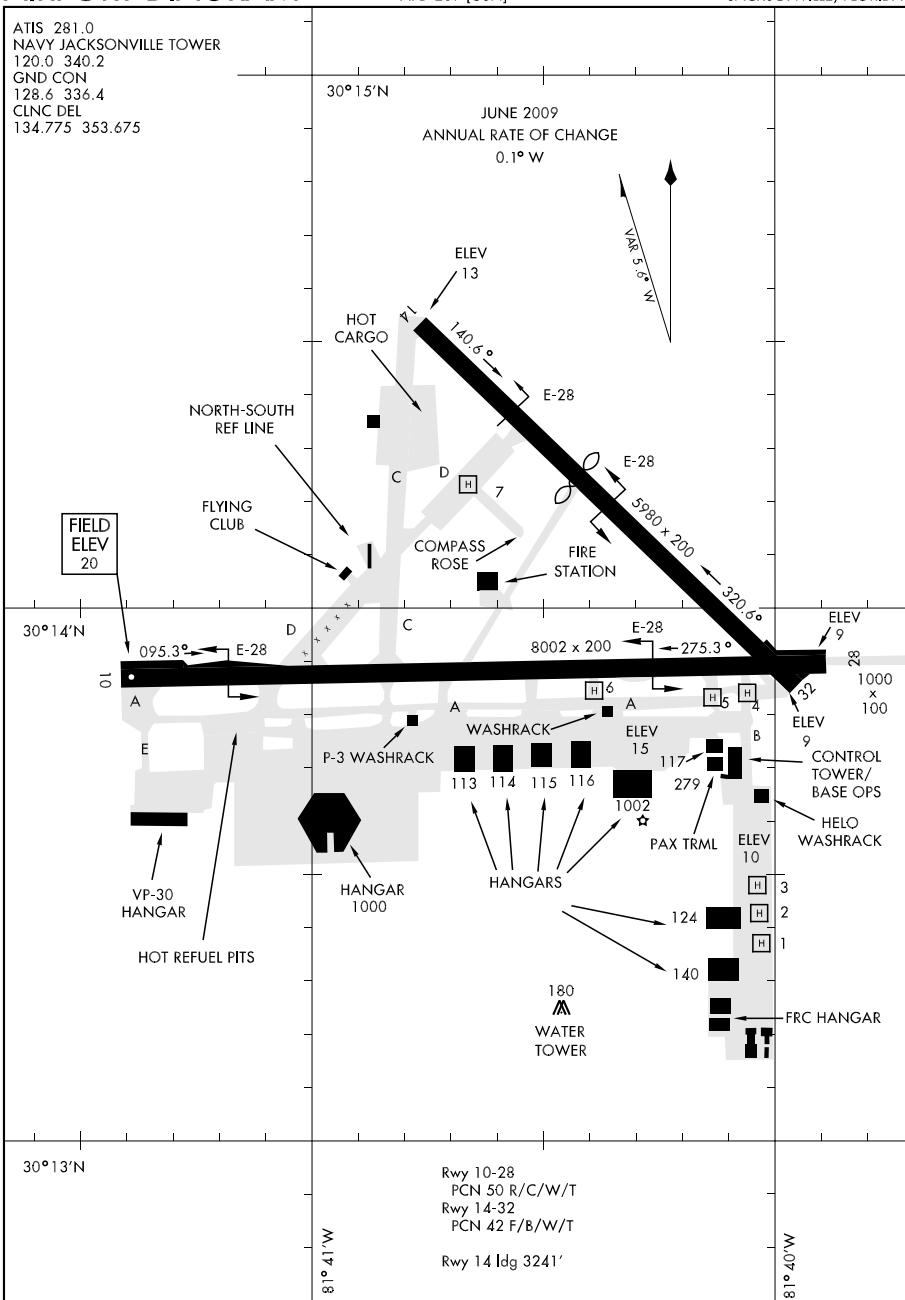 ATIS 281.0
NAVY JACKSONVILLE TOWER
120.0 340.2
GND CON
128.6 336.4
CLNC DEL
134.775 353.675
30°15'N
JUNE 2009
ANNUAL RATE OF CHANGE
0.1° W
VAR 5.6° W
ELEV
13
14
HOT
CARGO
140.6°
E-28
NORTH-SOUTH
REF LINE
E-28
C
D
H
7
FLYING
CLUB
5980 x 200
FIELD
ELEV
20
COMPASS
ROSE
FIRE
STATION
320.6°
30°14'N
D
x x x x x
C
E-28
ELEV
9
095.3°
E-28
8002 x 200
275.3°
28
10
1000
x
100
32
A
H 6
A
A
H
5
H
4
WASHRACK
ELEV
15
ELEV
9
B
E
P-3 WASHRACK
117
CONTROL
TOWER/
BASE OPS
113
114
115
116
279
1002
HELO
WASHRACK
PAX TRML
ELEV
10
VP-30
HANGAR
HANGAR
1000
HANGARS
H 3
124
H 2
H 1
HOT REFUEL PITS
140
180
WATER
TOWER
FRC HANGAR
30°13'N
Rwy 10-28
PCN 50 R/C/W/T
Rwy 14-32
PCN 42 F/B/W/T
Rwy 14 ldg 3241'
81°41'W
81°40'W